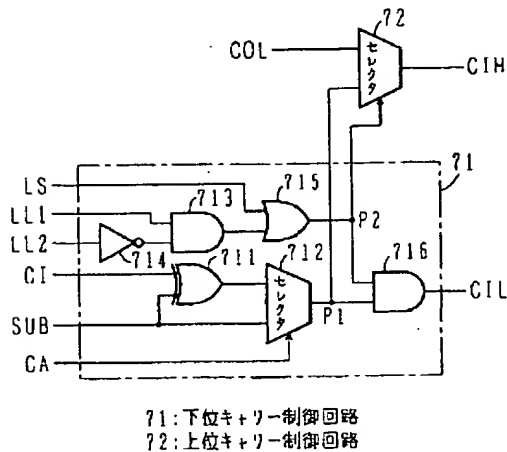 72
COL
セレクタ
CIH
71
LS
713
715
LL1
P2
LL2
714
711
712
716
CI
セレクタ
CIL
SUB
P1
CA
71:下位キャリー制御回路
72:上位キャリー制御回路